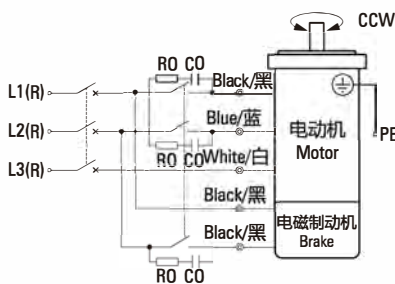 CCW
RO CO
Black/黑
L1(R)
Blue/蓝
L2(R)
电动机
Motor
PE
RO CO
White/白
L3(R)
Black/黑
电磁制动机
Brake
Black/黑
RO CO